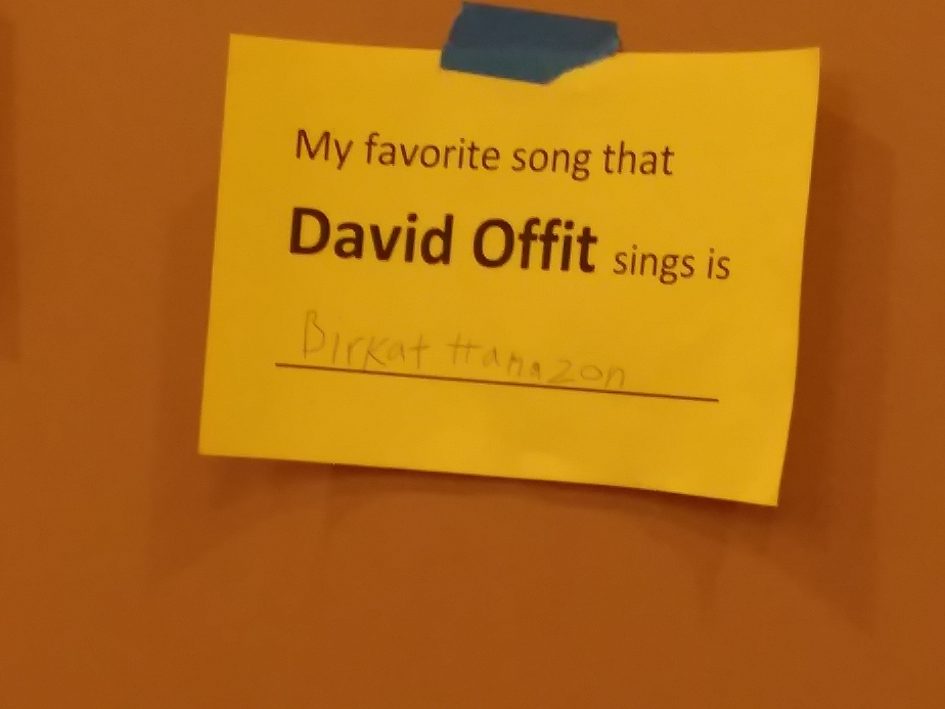 My favorite song that
David Offit sings is
Birkat Hamazon